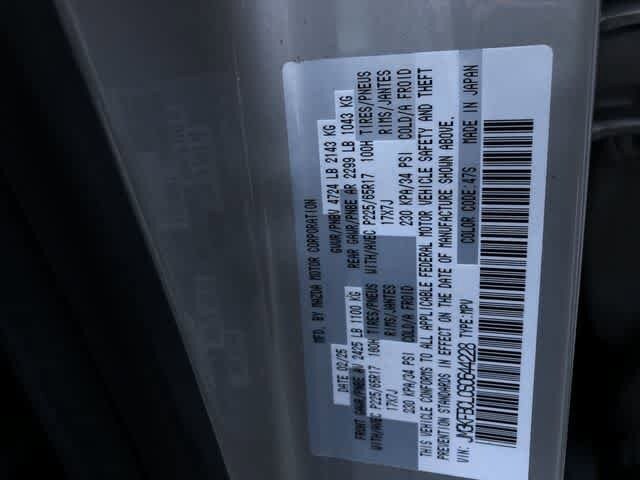 MFD. BY MAZDA MOTOR CORPORATION
DATE 02/25 GVWR/PNBV 4724 LB 2143 KG
FRONT GAWR/PNBE AV 2425 LB 1100 KG REAR GAWR/PNBE AR 2299 LB 1043 KG
WITH/AVEC P225/65R17 100H TIRES/PNEUS WITH/AVEC P225/65R17 100H TIRES/PNEUS
17X7J RIMS/JANTES 17X7J RIMS/JANTES
230 KPA/34 PSI COLD/A FROID 230 KPA/34 PSI COLD/A FROID
THIS VEHICLE CONFORMS TO ALL APPLICABLE FEDERAL MOTOR VEHICLE SAFETY AND THEFT
PREVENTION STANDARDS IN EFFECT ON THE DATE OF MANUFACTURE SHOWN ABOVE.
VIN: TYPE:MPV COLOR CODE:47S MADE IN JAPAN